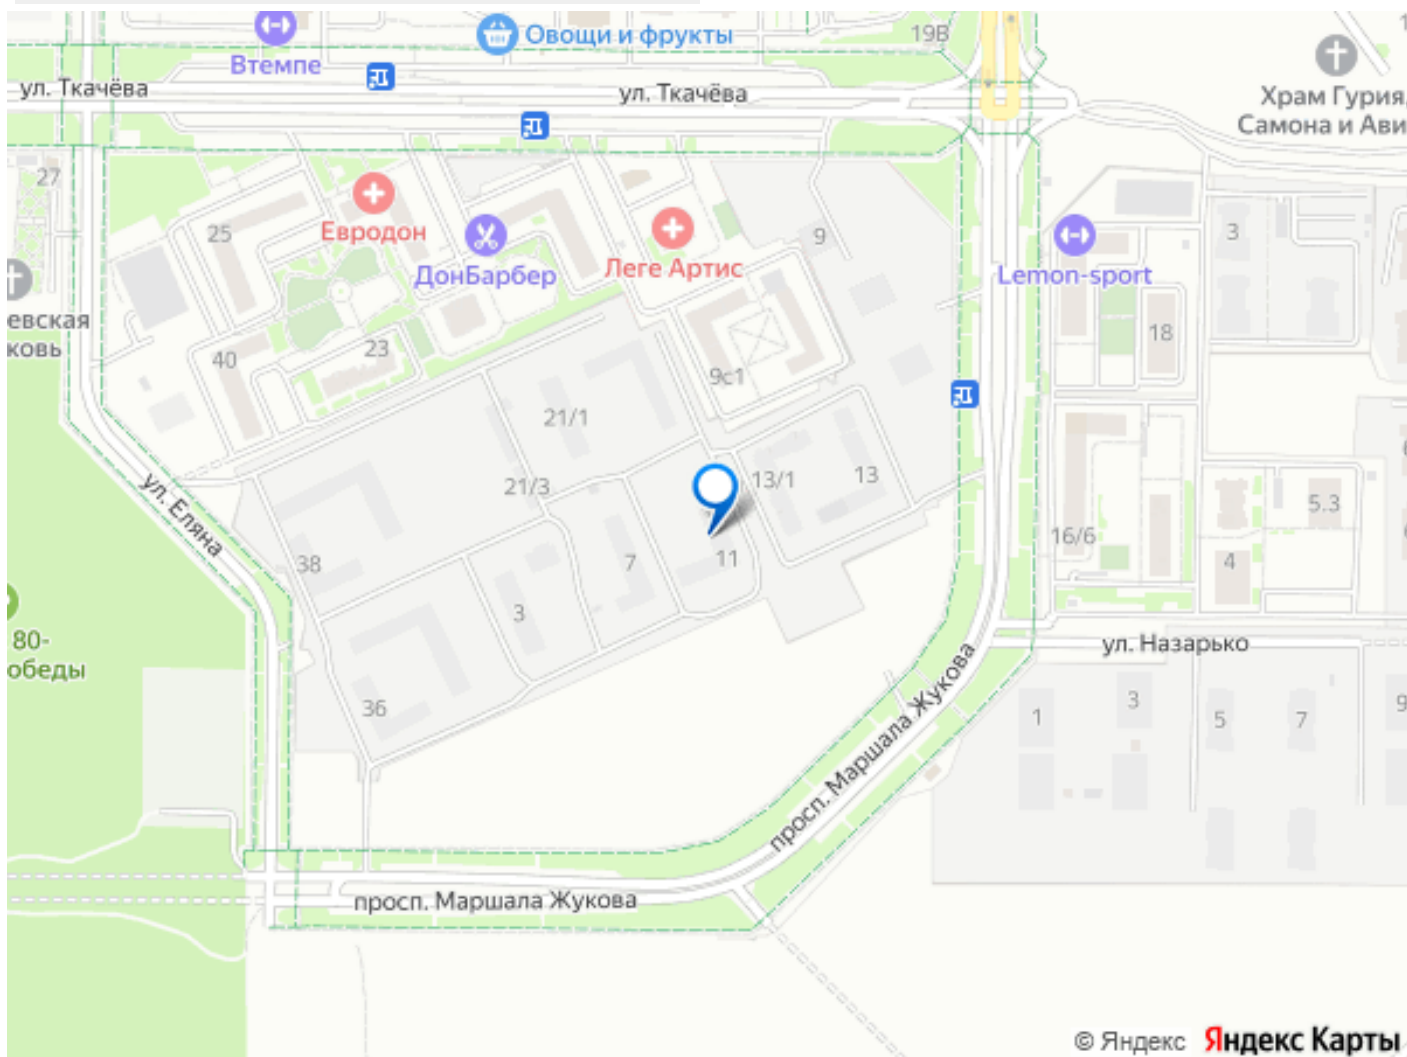 Втемпе
Овощи и фрукты
19В
ул. Ткачёва
ул. Ткачёва
Храм Гурия,
Самона и Ави
27
25
Евродон
ДонБарбер
Леге Артис
9
Lemon-sport
3
18
евская
ковь
40
23
9с1
21/1
21/3
13/1
13
ул. Еляна
38
7
11
3
16/6
5.3
4
80-
обеды
36
ул. Назарько
просп. Маршала Жукова
1
3
5
7
9
просп. Маршала Жукова
© Яндекс Яндекс Карты